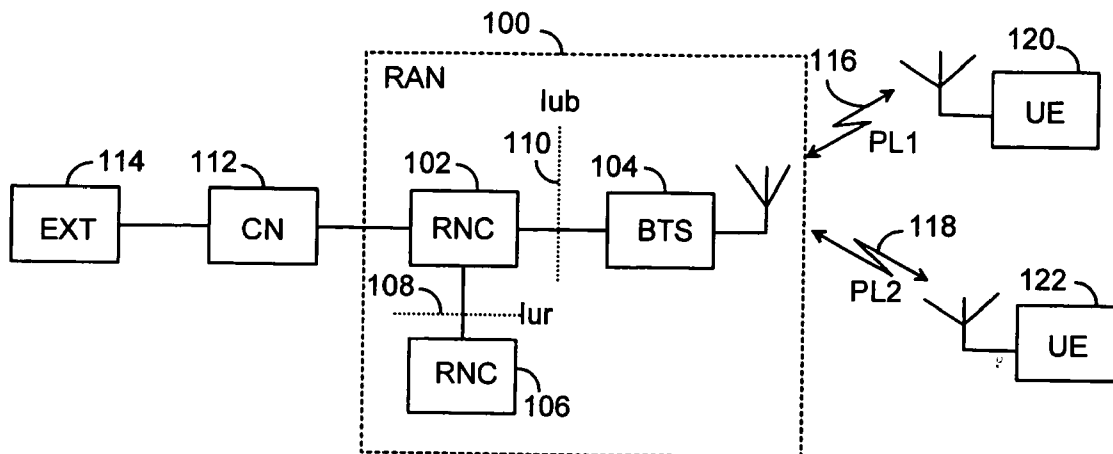 100
RAN
Iub
116
120
UE
PL1
114
112
102
110
104
EXT
CN
RNC
BTS
118
PL2
108
Iur
122
UE
RNC
106